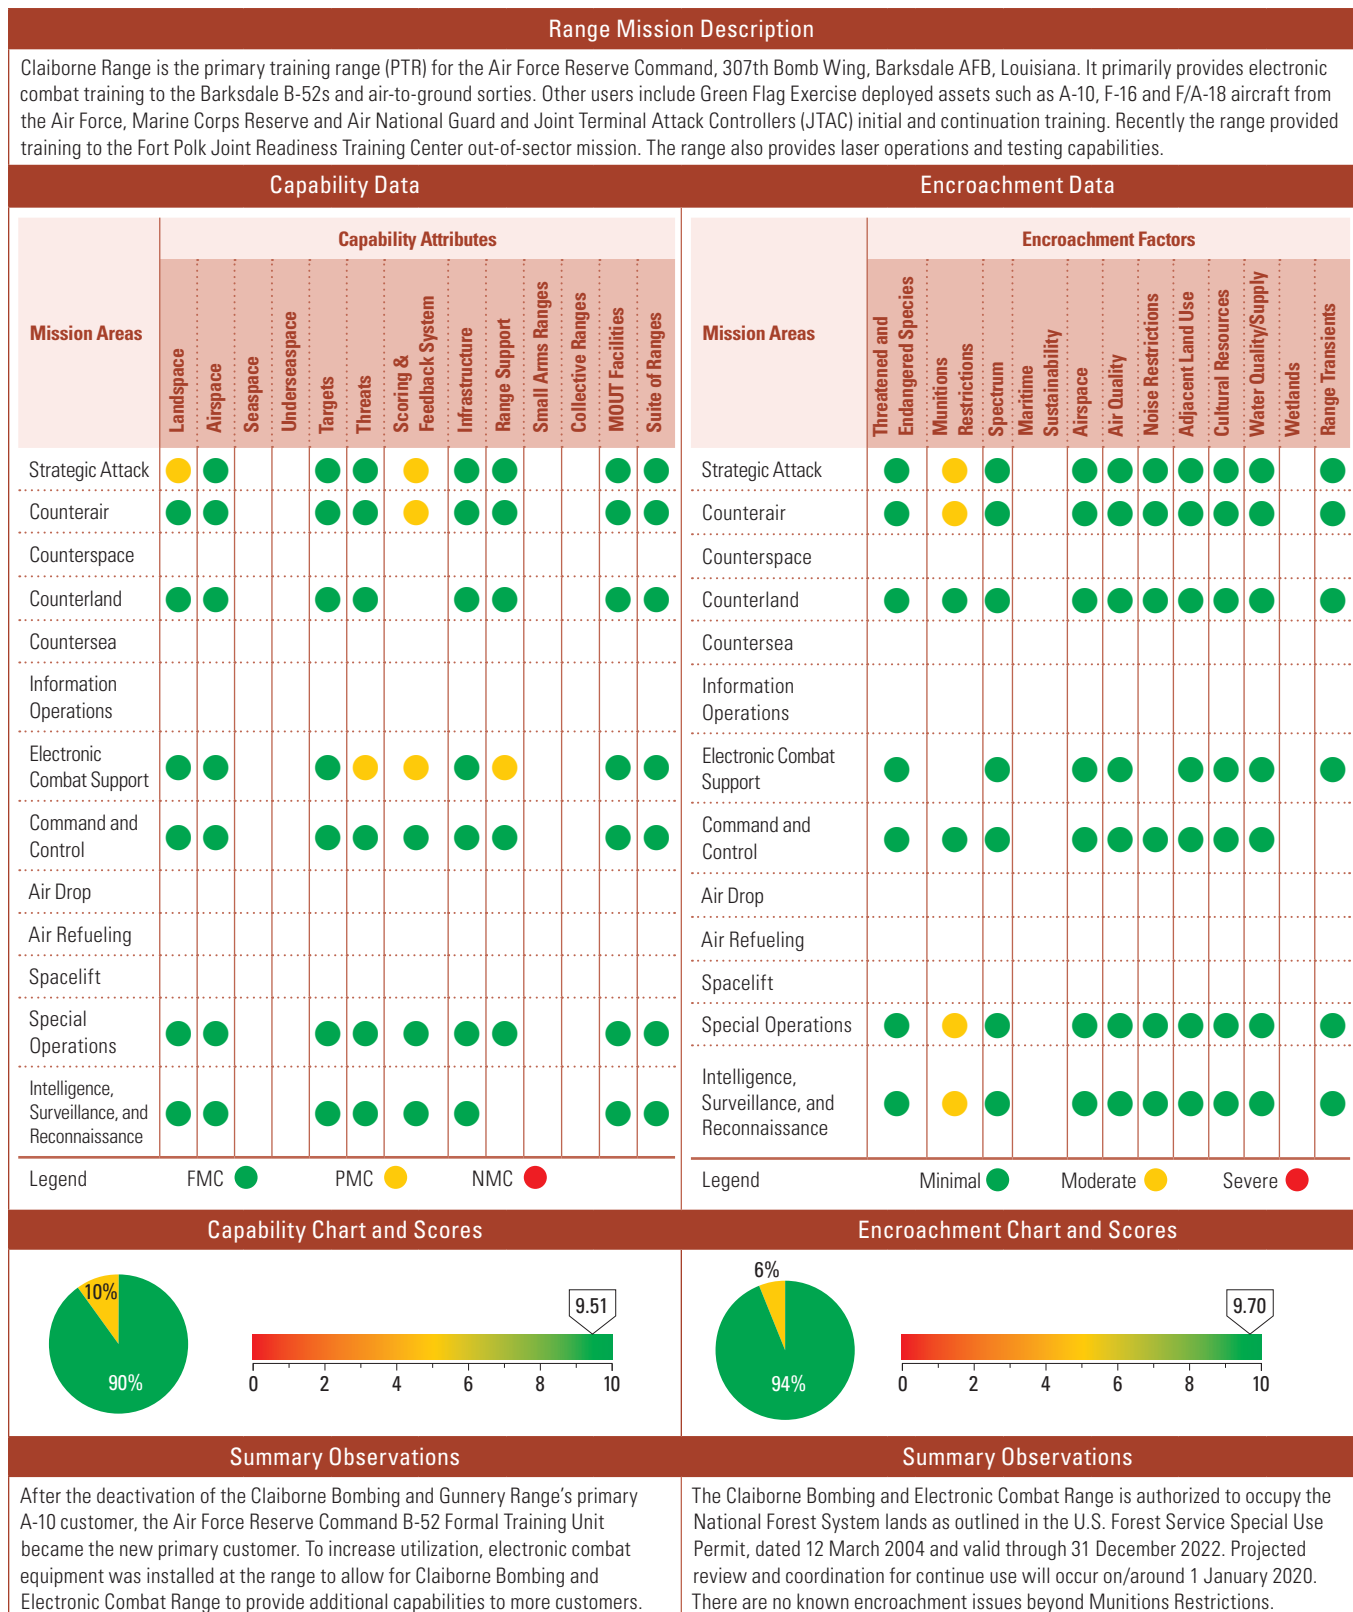 Range Mission Description
Claiborne Range is the primary training range (PTR) for the Air Force Reserve Command, 307th Bomb Wing, Barksdale AFB, Louisiana. It primarily provides electronic
combat training to the Barksdale B-52s and air-to-ground sorties. Other users include Green Flag Exercise deployed assets such as A-10, F-16 and F/A-18 aircraft from
the Air Force, Marine Corps Reserve and Air National Guard and Joint Terminal Attack Controllers (JTAC) initial and continuation training. Recently the range provided
training to the Fort Polk Joint Readiness Training Center out-of-sector mission. The range also provides laser operations and testing capabilities.
Capability Data
Mission Areas
Capability Attributes
Landspace
Airspace
Seaspace
Underseaspace
Targets
Threats
Scoring &
Feedback System
Infrastructure
Range Support
Small Arms Ranges
Collective Ranges
MOUT Facilities
Suite of Ranges
Strategic Attack
Counterair
Counterspace
Counterland
Countersea
Information
Operations
Electronic
Combat Support
Command and
Control
Air Drop
Air Refueling
Spacelift
Special
Operations
Intelligence,
Surveillance, and
Reconnaissance
Legend FMC PMC NMC
Encroachment Data
Mission Areas
Encroachment Factors
Threatened and
Endangered Species
Munitions
Restrictions
Spectrum
Maritime
Sustainability
Airspace
Air Quality
Noise Restrictions
Adjacent Land Use
Cultural Resources
Water Quality/Supply
Wetlands
Range Transients
Strategic Attack
Counterair
Counterspace
Counterland
Countersea
Information
Operations
Electronic Combat
Support
Command and
Control
Air Drop
Air Refueling
Spacelift
Special Operations
Intelligence,
Surveillance, and
Reconnaissance
Legend Minimal Moderate Severe
Capability Chart and Scores
10%
90%
9.51
0 2 4 6 8 10
Encroachment Chart and Scores
6%
94%
9.70
0 2 4 6 8 10
Summary Observations
After the deactivation of the Claiborne Bombing and Gunnery Range's primary
A-10 customer, the Air Force Reserve Command B-52 Formal Training Unit
became the new primary customer. To increase utilization, electronic combat
equipment was installed at the range to allow for Claiborne Bombing and
Electronic Combat Range to provide additional capabilities to more customers.
Summary Observations
The Claiborne Bombing and Electronic Combat Range is authorized to occupy the
National Forest System lands as outlined in the U.S. Forest Service Special Use
Permit, dated 12 March 2004 and valid through 31 December 2022. Projected
review and coordination for continue use will occur on/around 1 January 2020.
There are no known encroachment issues beyond Munitions Restrictions.